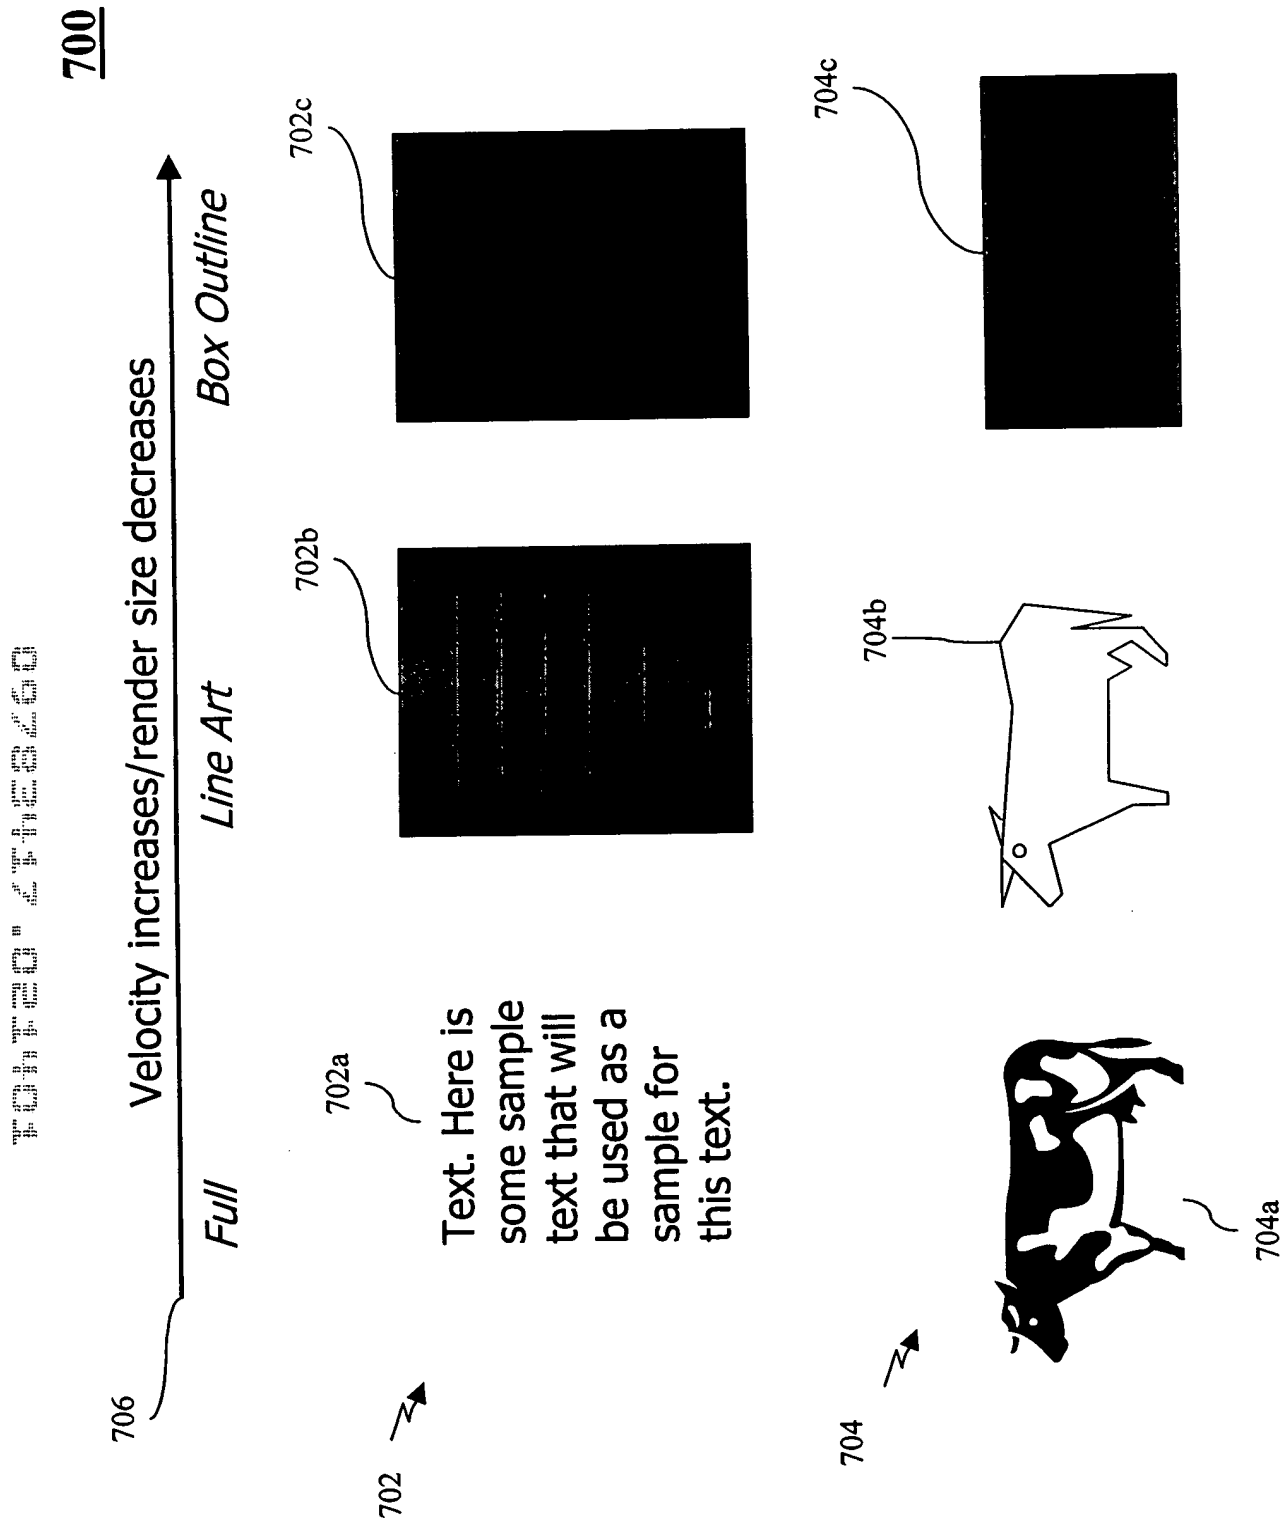 700
Velocity increases/render size decreases
706
Full
Line Art
Box Outline
702
702a
702b
702c
Text. Here is
some sample
text that will
be used as a
sample for
this text.
704
704a
704b
704c